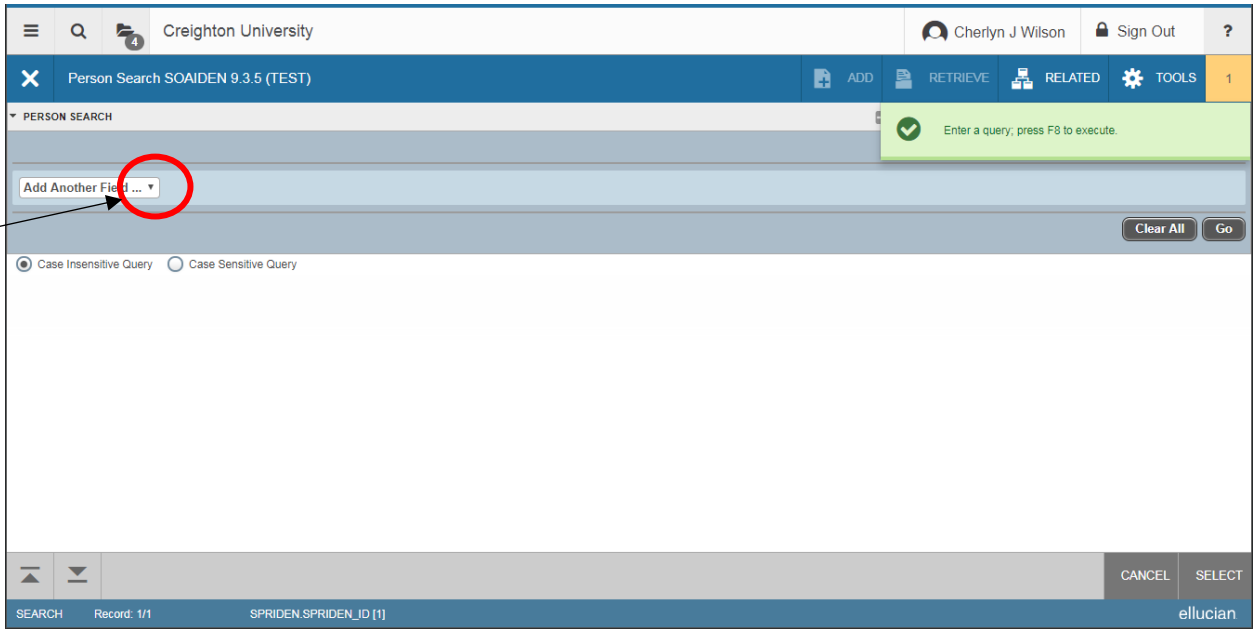 4 Creighton University Cherlyn J Wilson Sign Out ?
Person Search SOAIDEN 9.3.5 (TEST) ADD RETRIEVE RELATED TOOLS 1
PERSON SEARCH
Enter a query; press F8 to execute.
Add Another Field ...
Clear All Go
Case Insensitive Query Case Sensitive Query
CANCEL SELECT
SEARCH Record: 1/1 SPRIDEN.SPRIDEN_ID [1] ellucian